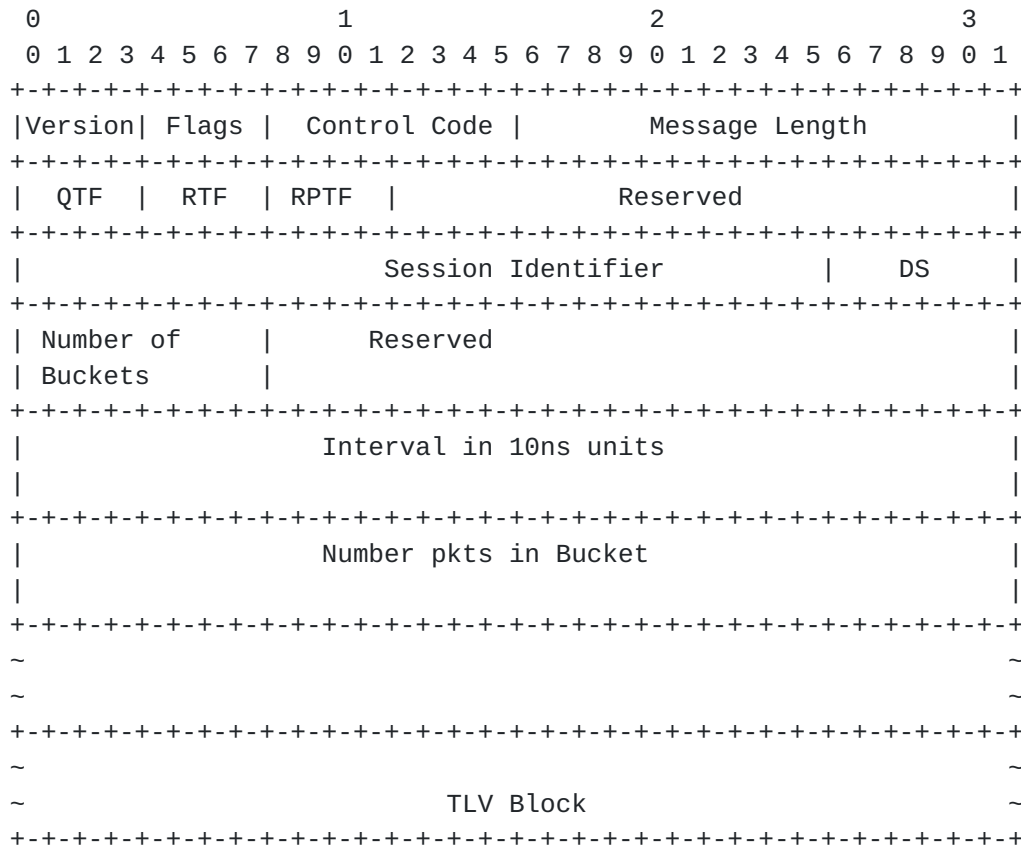 0                   1                   2                   3
 0 1 2 3 4 5 6 7 8 9 0 1 2 3 4 5 6 7 8 9 0 1 2 3 4 5 6 7 8 9 0 1
+-+-+-+-+-+-+-+-+-+-+-+-+-+-+-+-+-+-+-+-+-+-+-+-+-+-+-+-+-+-+-+-+
|Version| Flags |  Control Code |        Message Length         |
+-+-+-+-+-+-+-+-+-+-+-+-+-+-+-+-+-+-+-+-+-+-+-+-+-+-+-+-+-+-+-+-+
|  QTF  |  RTF  | RPTF  |              Reserved                 |
+-+-+-+-+-+-+-+-+-+-+-+-+-+-+-+-+-+-+-+-+-+-+-+-+-+-+-+-+-+-+-+-+
|                       Session Identifier          |    DS     |
+-+-+-+-+-+-+-+-+-+-+-+-+-+-+-+-+-+-+-+-+-+-+-+-+-+-+-+-+-+-+-+-+
| Number of     |      Reserved                                 |
| Buckets       |                                               |
+-+-+-+-+-+-+-+-+-+-+-+-+-+-+-+-+-+-+-+-+-+-+-+-+-+-+-+-+-+-+-+-+
|                   Interval in 10ns units                      |
|                                                               |
+-+-+-+-+-+-+-+-+-+-+-+-+-+-+-+-+-+-+-+-+-+-+-+-+-+-+-+-+-+-+-+-+
|                   Number pkts in Bucket                       |
|                                                               |
+-+-+-+-+-+-+-+-+-+-+-+-+-+-+-+-+-+-+-+-+-+-+-+-+-+-+-+-+-+-+-+-+
~                                                               ~
~                                                               ~
+-+-+-+-+-+-+-+-+-+-+-+-+-+-+-+-+-+-+-+-+-+-+-+-+-+-+-+-+-+-+-+-+
~                                                               ~
~                           TLV Block                           ~
+-+-+-+-+-+-+-+-+-+-+-+-+-+-+-+-+-+-+-+-+-+-+-+-+-+-+-+-+-+-+-+-+